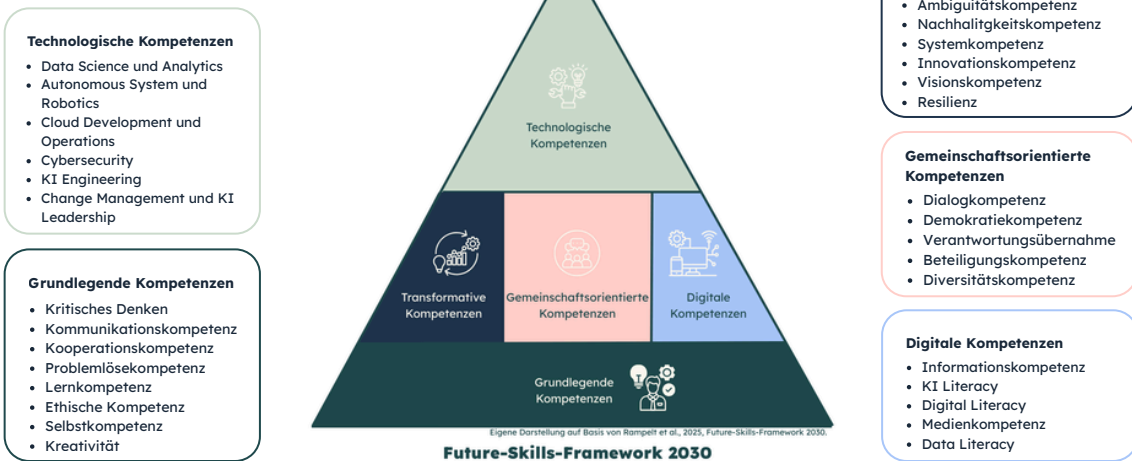 Technologische Kompetenzen
Data Science und Analytics
Autonomous System und
Robotics
Cloud Development und
Operations
Cybersecurity
KI Engineering
Change Management und KI
Leadership
Grundlegende Kompetenzen
Kritisches Denken
Kommunikationskompetenz
Kooperationskompetenz
Problemlösekompetenz
Lernkompetenz
Ethische Kompetenz
Selbstkompetenz
Kreativität
Technologische
Kompetenzen
Transformative
Kompetenzen
Gemeinschaftsorientierte
Kompetenzen
Digitale
Kompetenzen
Grundlegende
Kompetenzen
Eigene Darstellung auf Basis von Rampelt et al., 2025, Future-Skills-Framework 2030.
Future-Skills-Framework 2030
Ambiguitätskompetenz
Nachhalitgkeitskompetenz
Systemkompetenz
Innovationskompetenz
Visionskompetenz
Resilienz
Gemeinschaftsorientierte
Kompetenzen
Dialogkompetenz
Demokratiekompetenz
Verantwortungsübernahme
Beteiligungskompetenz
Diversitätskompetenz
Digitale Kompetenzen
Informationskompetenz
KI Literacy
Digital Literacy
Medienkompetenz
Data Literacy